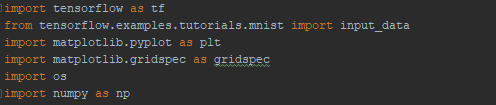 import tensorflow as tf
from tensorflow.examples.tutorials.mnist import input_data
import matplotlib.pyplot as plt
import matplotlib.gridspec as gridspec
import os
import numpy as np